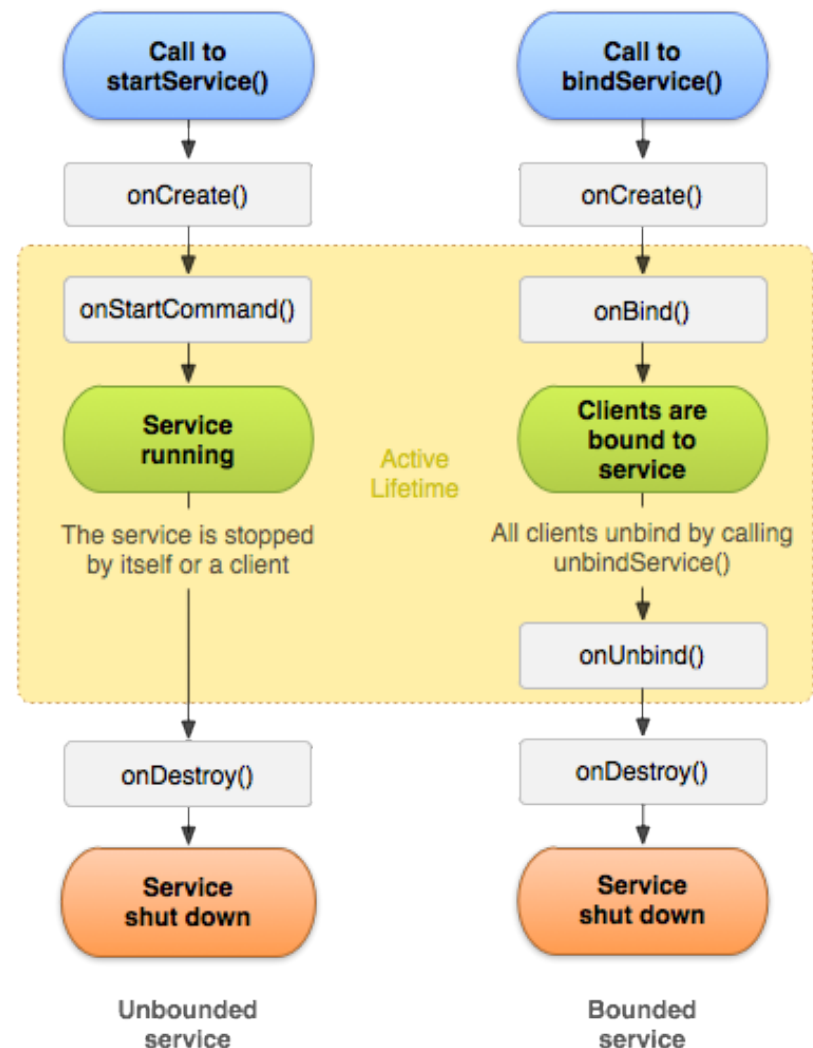 Call to
startService()
onCreate()
onStartCommand()
Service
running
The service is stopped
by itself or a client
onDestroy()
Service
shut down
Unbounded
service
Active
Lifetime
Call to
bindService()
onCreate()
onBind()
Clients are
bound to
service
All clients unbind by calling
unbindService()
onUnbind()
onDestroy()
Service
shut down
Bounded
service